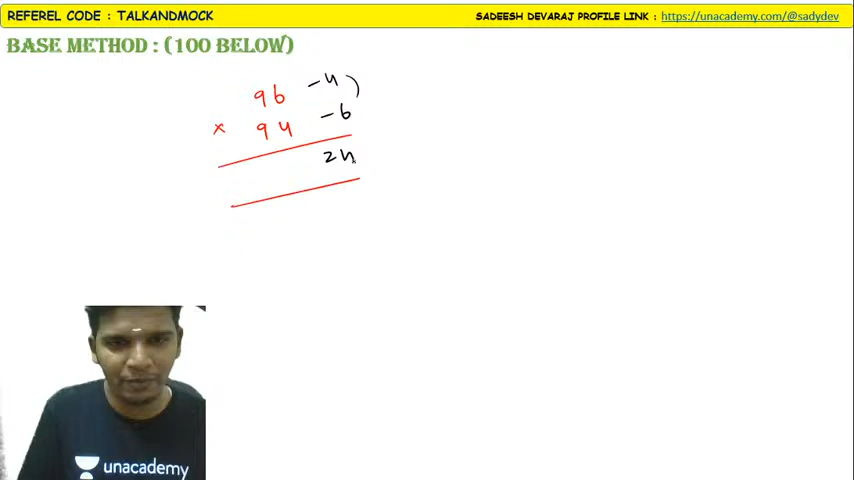 REFEREL CODE : TALKANDMOCK
SADEESH DEVARAJ PROFILE LINK : https://unacademy.com/@sadydev
BASE METHOD : (100 BELOW)
96 -4)
x 94 -6
24
unacademy